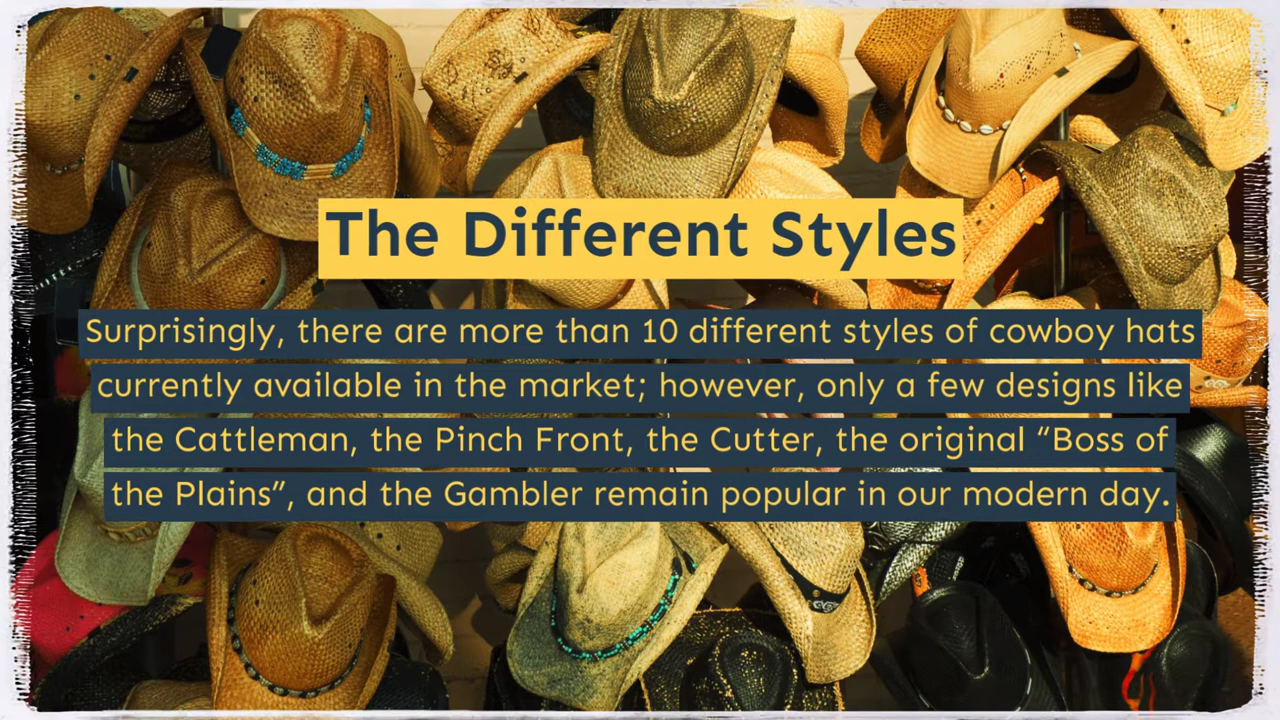 The Different Styles
Surprisingly, there are more than 10 different styles of cowboy hats
currently available in the market; however, only a few designs like
the Cattleman, the Pinch Front, the Cutter, the original “Boss of
the Plains”, and the Gambler remain popular in our modern day.